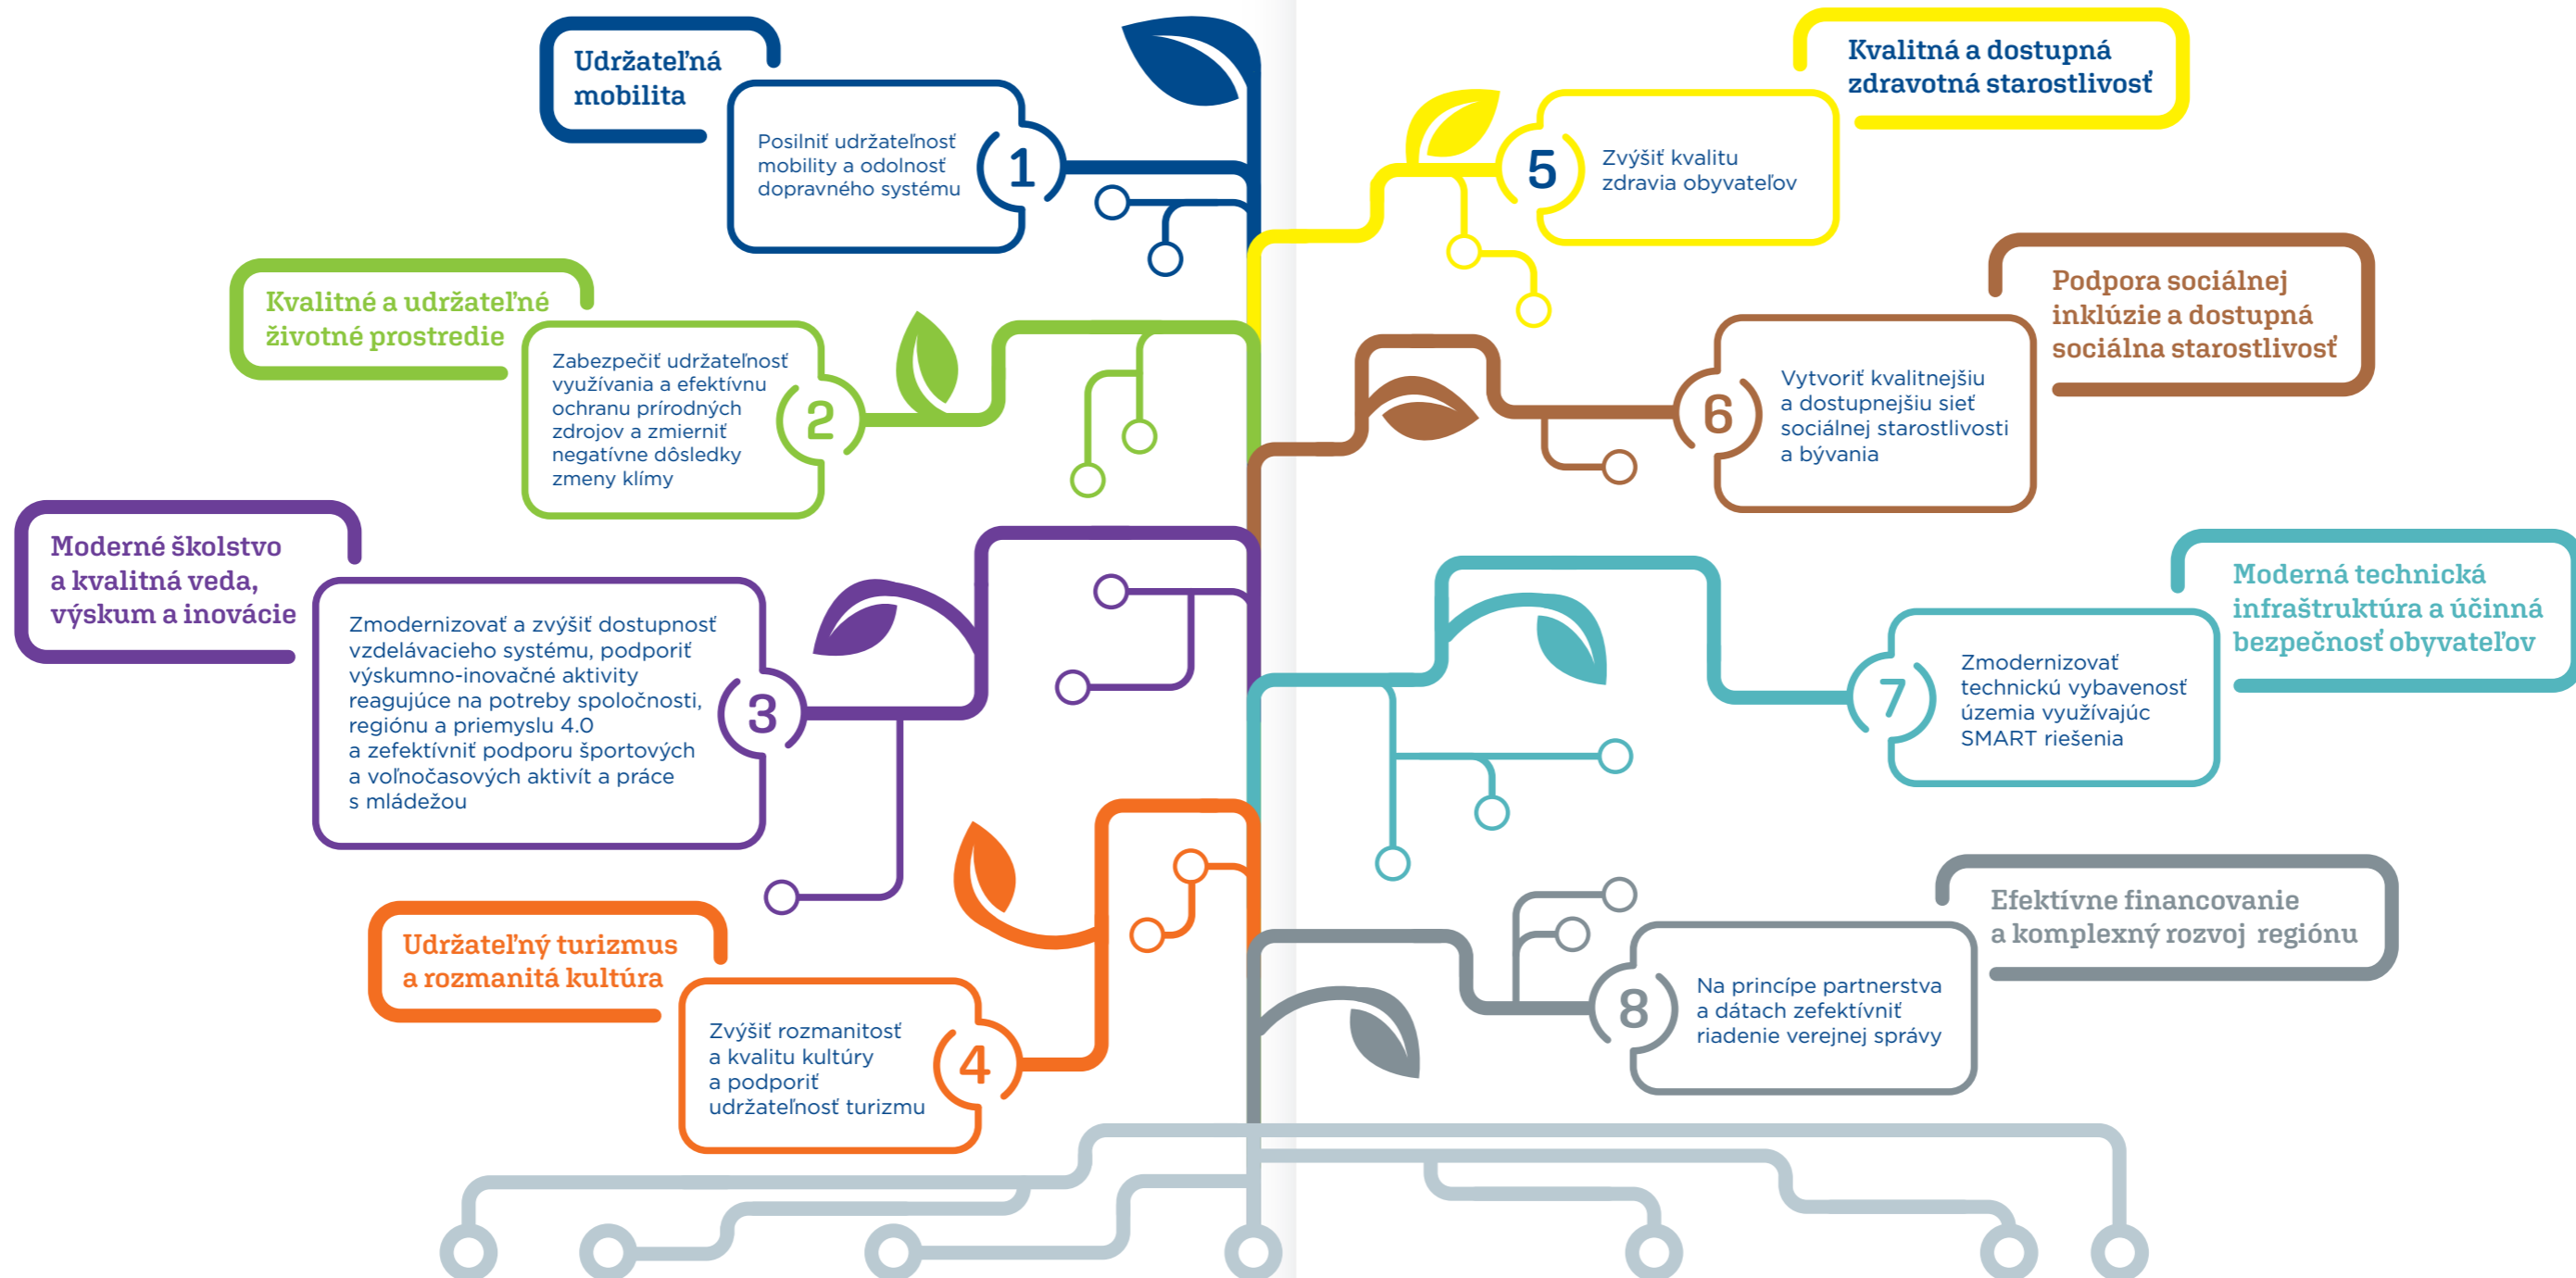 Udržateľná
mobilita
Posilniť udržateľnosť
mobility a odolnosť
dopravného systému
1
Kvalitné a udržateľné
životné prostredie
Zabezpečiť udržateľnosť
využívania a efektívnu
ochranu prírodných
zdrojov a zmierniť
negatívne dôsledky
zmeny klímy
2
Moderné školstvo
a kvalitná veda,
výskum a inovácie
Zmodernizovať a zvýšiť dostupnosť
vzdelávacieho systému, podporiť
výskumno-inovačné aktivity
reagujúce na potreby spoločnosti,
regiónu a priemyslu 4.0
a zefektívniť podporu športových
a voľnočasových aktivít a práce
s mládežou
3
Udržateľný turizmus
a rozmanitá kultúra
Zvýšiť rozmanitosť
a kvalitu kultúry
a podporiť
udržateľnosť turizmu
4
Kvalitná a dostupná
zdravotná starostlivosť
5
Zvýšiť kvalitu
zdravia obyvateľov
Podpora sociálnej
inklúzie a dostupná
sociálna starostlivosť
6
Vytvoriť kvalitnejšiu
a dostupnejšiu sieť
sociálnej starostlivosti
a bývania
Moderná technická
infraštruktúra a účinná
bezpečnosť obyvateľov
7
Zmodernizovať
technickú vybavenosť
územia využívajúc
SMART riešenia
Efektívne financovanie
a komplexný rozvoj regiónu
8
Na princípe partnerstva
a dátach zefektívniť
riadenie verejnej správy